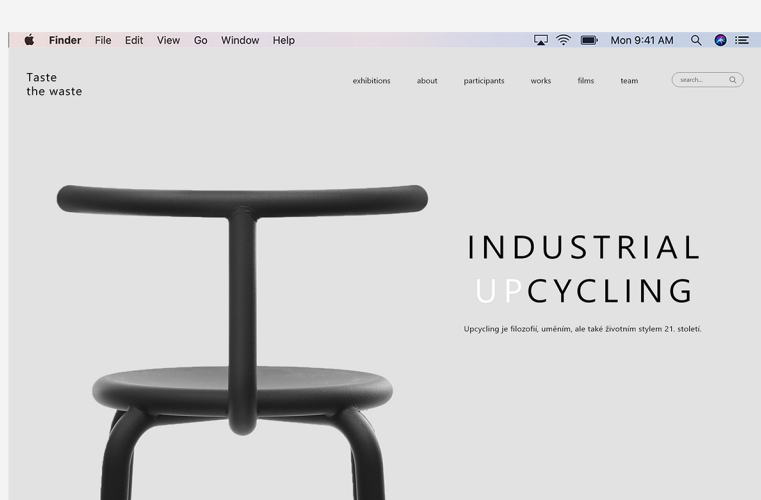 Finder File Edit View Go Window Help Mon 9:41 AM
Taste
the waste
exhibitions about participants works films team search...
INDUSTRIAL
UPCYCLING
Upcycling je filozofií, uměním, ale také životním stylem 21. století.